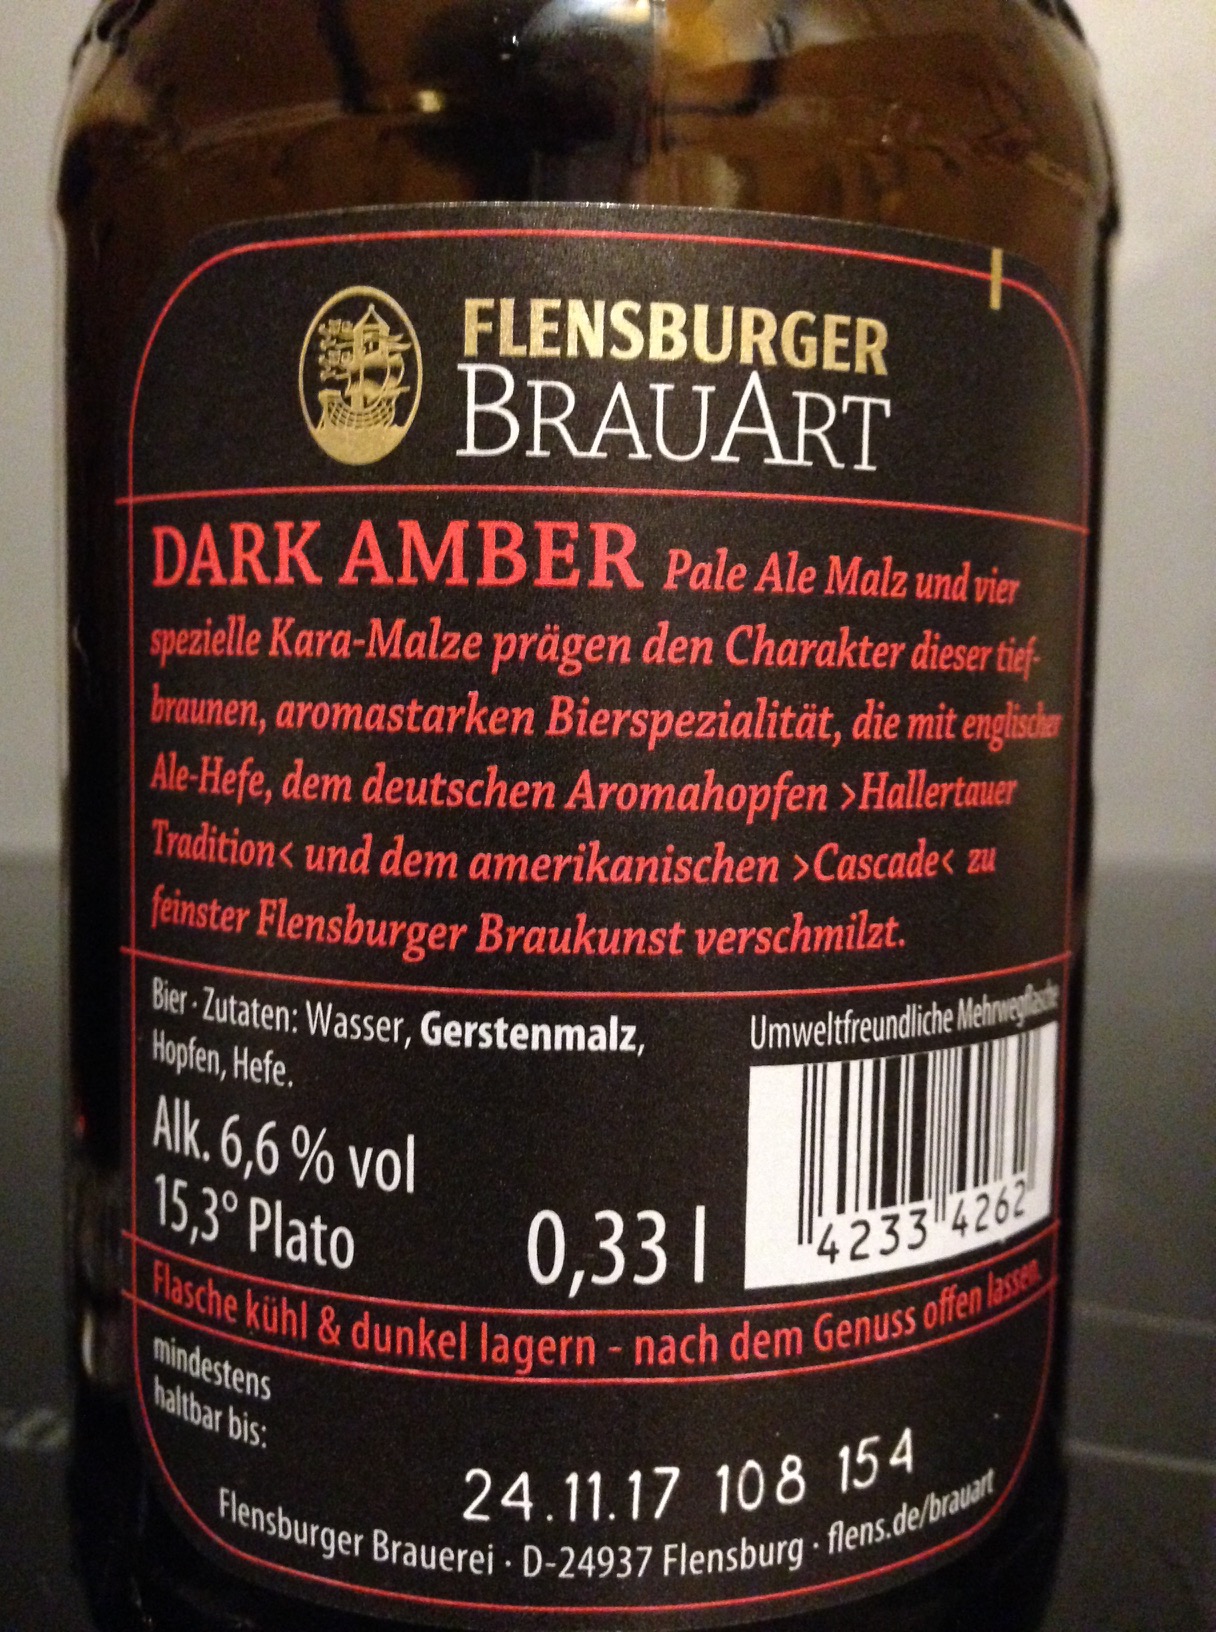 FLENSBURGER
BRAUART
DARK AMBER Pale Ale Malz und vier
spezielle Kara-Malze prägen den Charakter dieser tief-
braunen, aromastarken Bierspezialität, die mit englischer
Ale-Hefe, dem deutschen Aromahopfen ›Hallertauer
Tradition‹ und dem amerikanischen ›Cascade‹ zu
feinster Flensburger Braukunst verschmilzt.
Bier · Zutaten: Wasser, Gerstenmalz,
Hopfen, Hefe.
Alk. 6,6 % vol
15,3° Plato
0,33 l
Umweltfreundliche Mehrwegflasche
4233 4262
Flasche kühl & dunkel lagern - nach dem Genuss offen lassen.
mindestens
haltbar bis:
24.11.17 108 154
Flensburger Brauerei · D-24937 Flensburg · flens.de/brauart